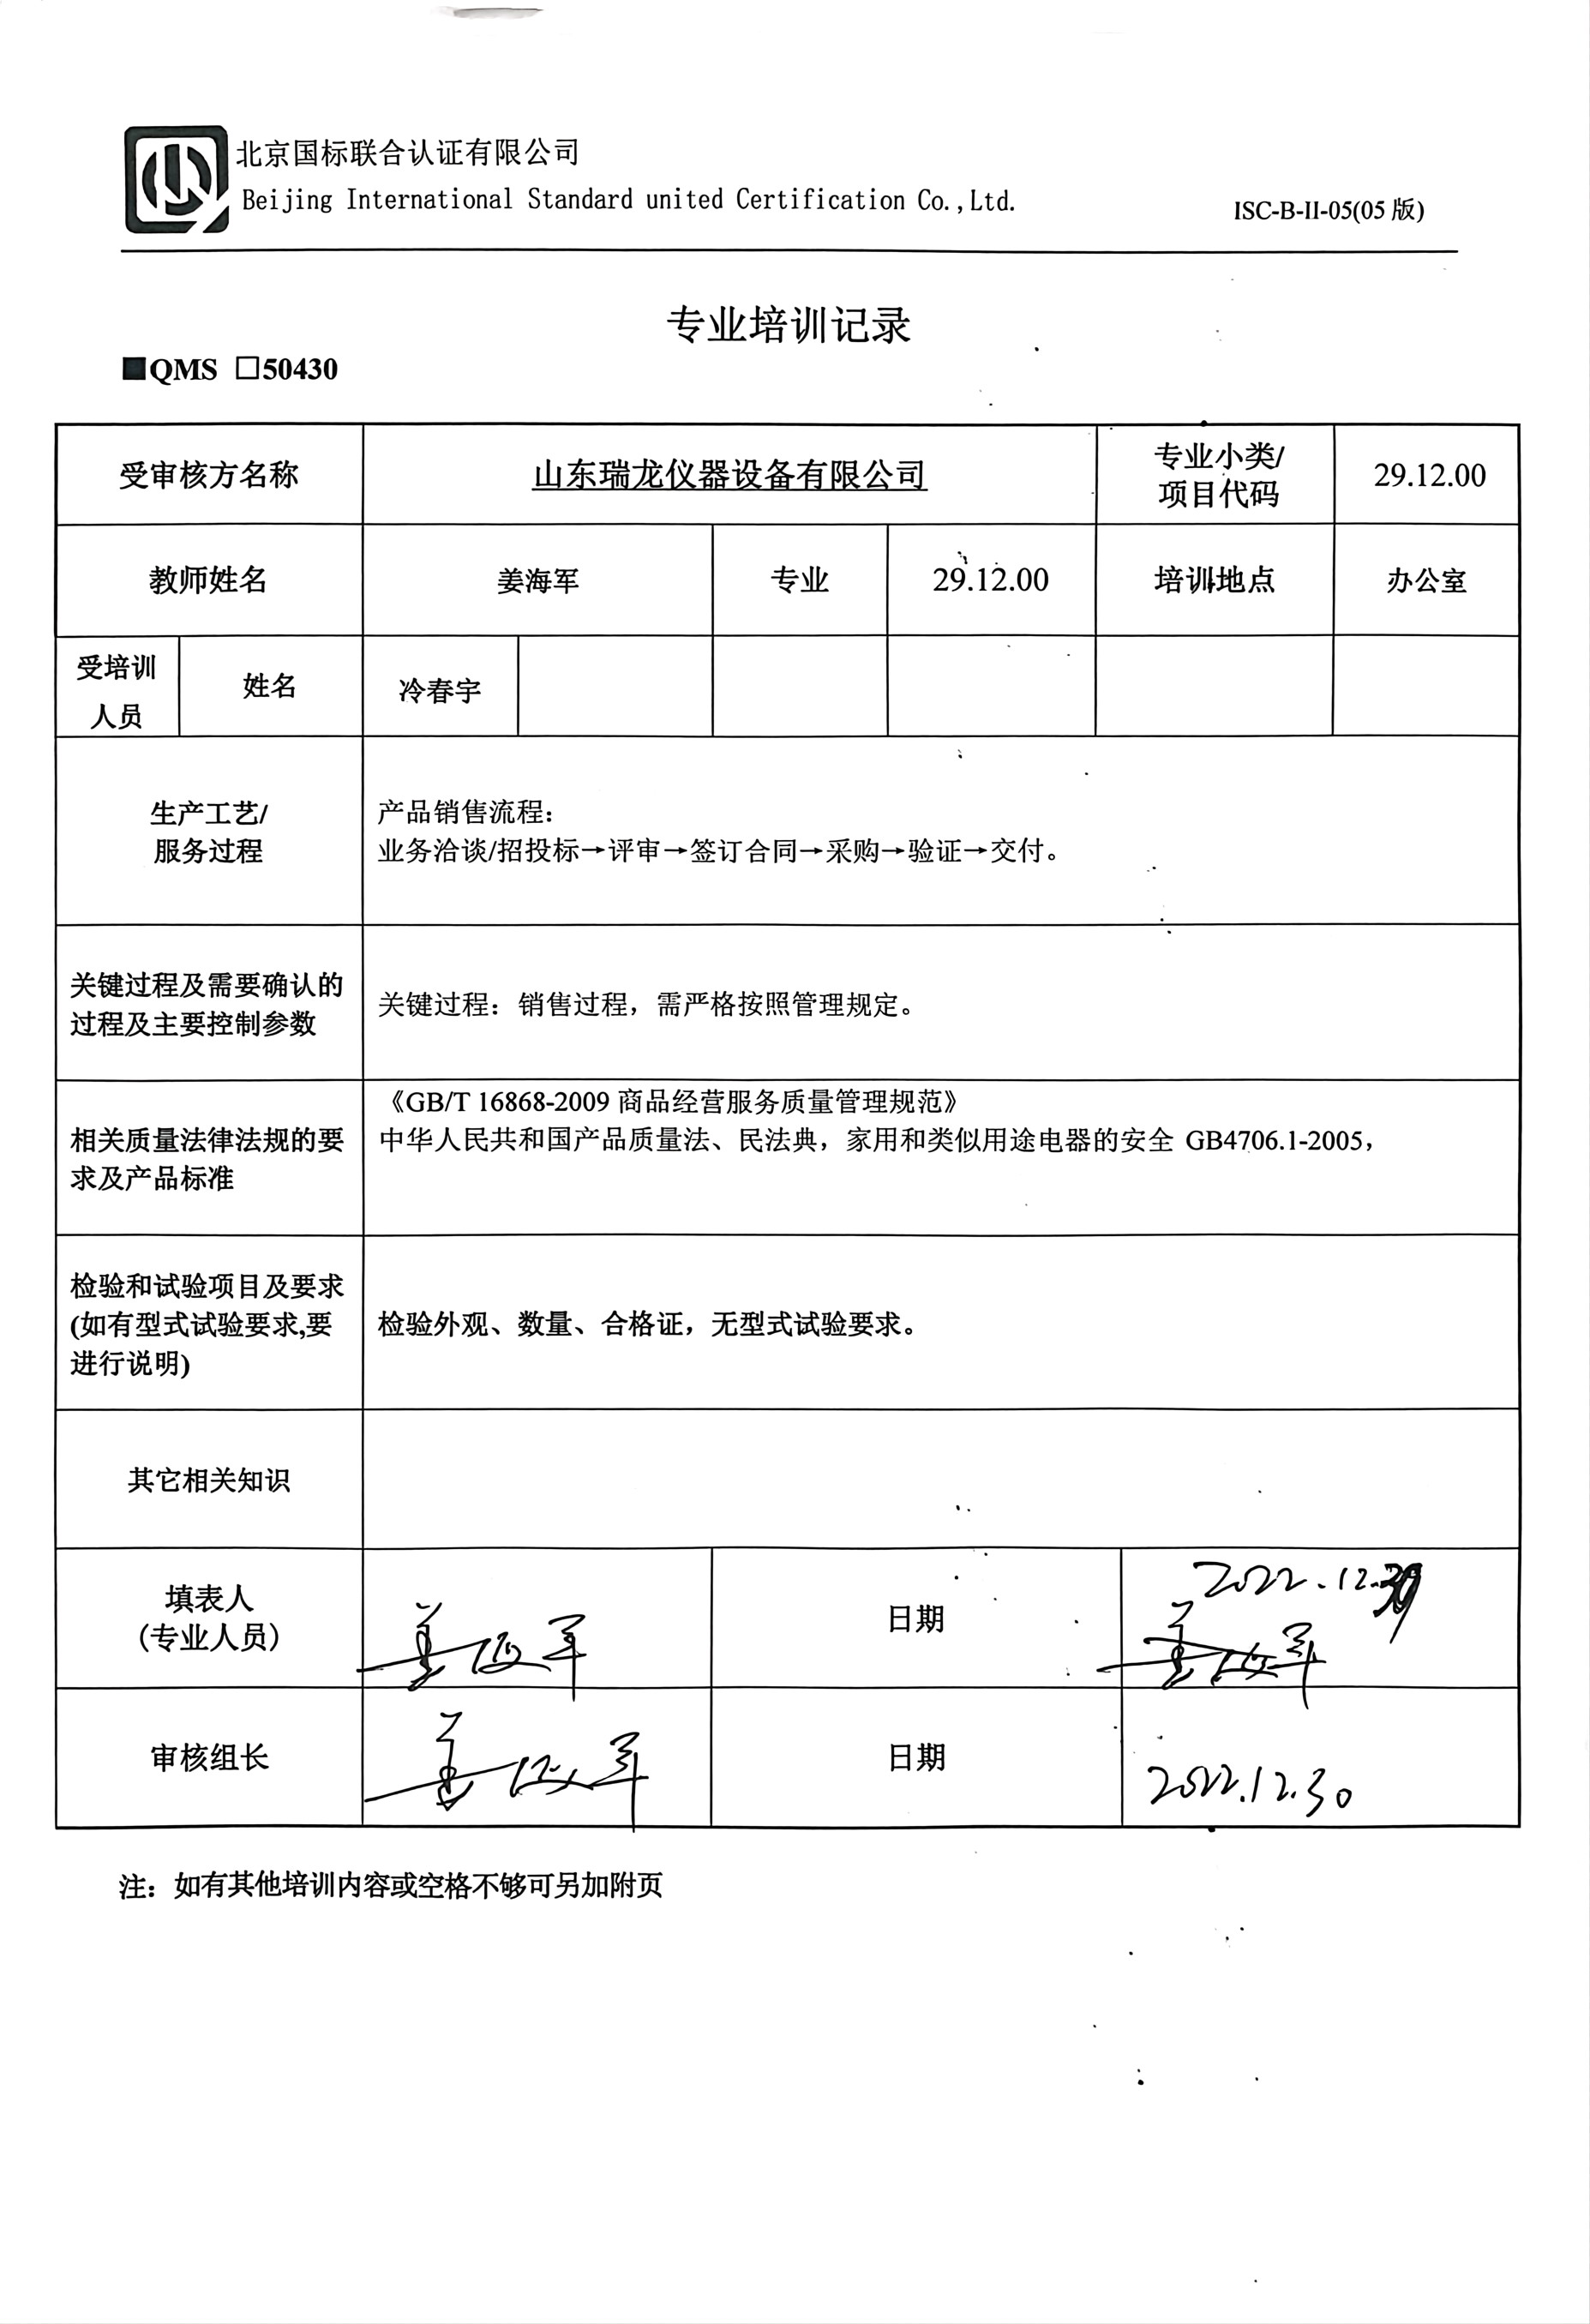 北京国标联合认证有限公司
Beijing International Standard united Certification Co.,Ltd.
ISC-B-II-05(05 版)
专业培训记录
■QMS □50430
受审核方名称 山东瑞龙仪器设备有限公司 专业小类/
项目代码 29.12.00
教师姓名 姜海军 专业 29.12.00 培训地点 办公室
受培训
人员 姓名 冷春宇
生产工艺/
服务过程
产品销售流程：
业务洽谈/招投标→评审→签订合同→采购→验证→交付。
关键过程及需要确认的
过程及主要控制参数
关键过程：销售过程，需严格按照管理规定。
相关质量法律法规的要
求及产品标准
《GB/T 16868-2009 商品经营服务质量管理规范》
中华人民共和国产品质量法、民法典，家用和类似用途电器的安全 GB4706.1-2005，
检验和试验项目及要求
(如有型式试验要求,要
进行说明)
检验外观、数量、合格证，无型式试验要求。
其它相关知识
填表人
(专业人员)
姜海军
日期
2022.12.30
姜海军
审核组长
姜海军
日期
2022.12.30
注：如有其他培训内容或空格不够可另加附页